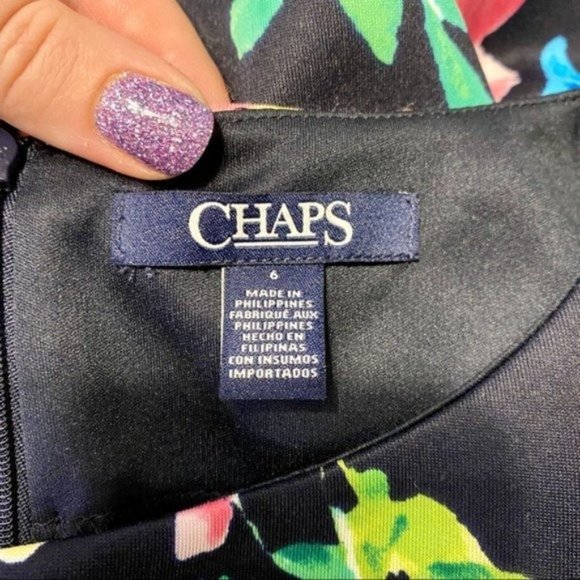 CHAPS
6
MADE IN
PHILIPPINES
FABRIQUÉ AUX
PHILIPPINES
HECHO EN
FILIPINAS
CON INSUMOS
IMPORTADOS